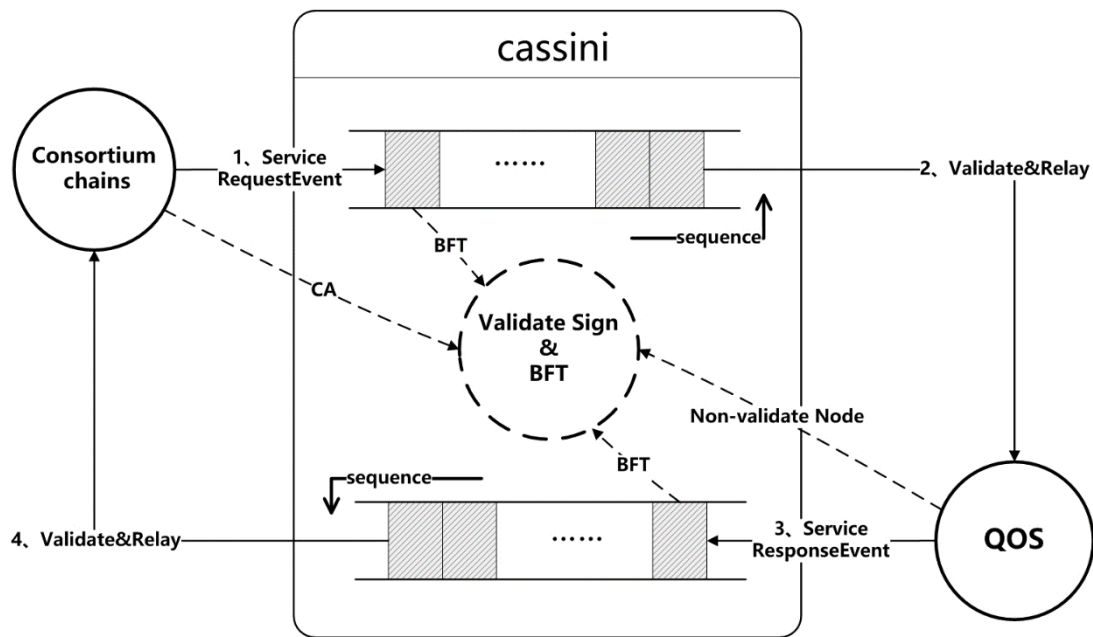 cassini
Consortium
chains
1、Service
RequestEvent
……
2、Validate&Relay
sequence
BFT
CA
Validate Sign
&
BFT
Non-validate Node
BFT
sequence
4、Validate&Relay
……
3、Service
ResponseEvent
QOS